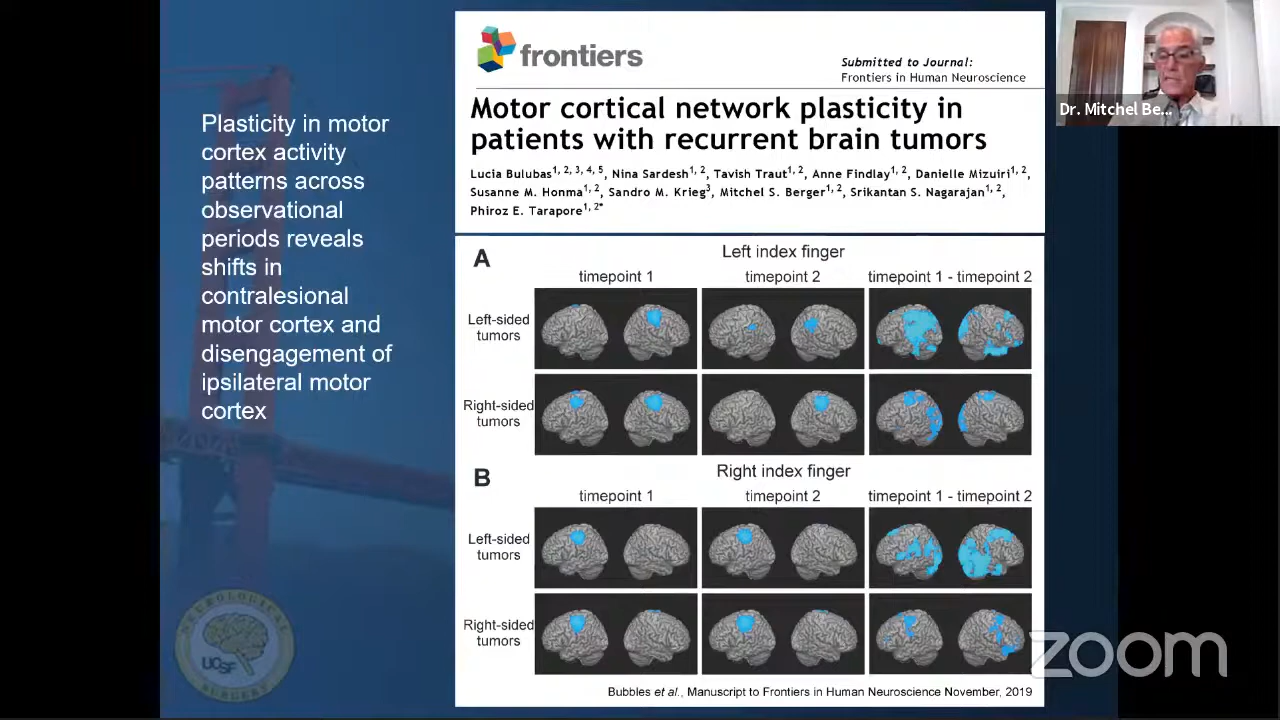 Plasticity in motor
cortex activity
patterns across
observational
periods reveals
shifts in
contralesional
motor cortex and
disengagement of
ipsilateral motor
cortex
NEUROLOGICAL
UCSF
SURGERY
frontiers
Submitted to Journal:
Frontiers in Human Neuroscience
Motor cortical network plasticity in
patients with recurrent brain tumors
Lucia Bulubas1, 2, 3, 4, 5, Nina Sardesh1, 2, Tavish Traut1, 2, Anne Findlay1, 2, Danielle Mizuiri1, 2,
Susanne M. Honma1, 2, Sandro M. Krieg3, Mitchel S. Berger1, 2, Srikantan S. Nagarajan1, 2,
Phiroz E. Tarapore1, 2*
A
Left index finger
timepoint 1 timepoint 2 timepoint 1 - timepoint 2
Left-sided
tumors
Right-sided
tumors
B
Right index finger
timepoint 1 timepoint 2 timepoint 1 - timepoint 2
Left-sided
tumors
Right-sided
tumors
Bubbles et al., Manuscript to Frontiers in Human Neuroscience November, 2019
Dr. Mitchel Be...
zoom